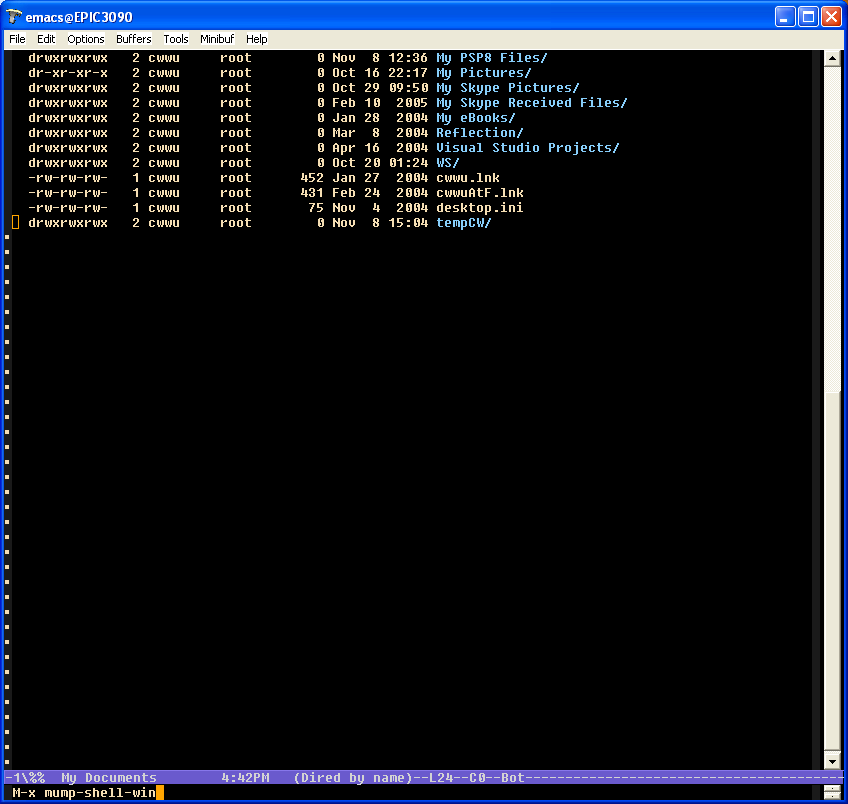 emacs@EPIC3090
File Edit Options Buffers Tools Minibuf Help
drwxrwxrwx   2 cwwu     root            0 Nov  8 12:36 My PSP8 Files/
dr-xr-xr-x   2 cwwu     root            0 Oct 16 22:17 My Pictures/
drwxrwxrwx   2 cwwu     root            0 Oct 29 09:50 My Skype Pictures/
drwxrwxrwx   2 cwwu     root            0 Feb 10  2005 My Skype Received Files/
drwxrwxrwx   2 cwwu     root            0 Jan 28  2004 My eBooks/
drwxrwxrwx   2 cwwu     root            0 Mar  8  2004 Reflection/
drwxrwxrwx   2 cwwu     root            0 Apr 16  2004 Visual Studio Projects/
drwxrwxrwx   2 cwwu     root            0 Oct 20 01:24 WS/
-rw-rw-rw-   1 cwwu     root          452 Jan 27  2004 cwwu.lnk
-rw-rw-rw-   1 cwwu     root          431 Feb 24  2004 cwwuAtF.lnk
-rw-rw-rw-   1 cwwu     root           75 Nov  4  2004 desktop.ini
drwxrwxrwx   2 cwwu     root            0 Nov  8 15:04 tempCW/
-1\%%  My Documents        4:42PM   (Dired by name)--L24--C0--Bot----------------------------------------
M-x mump-shell-win